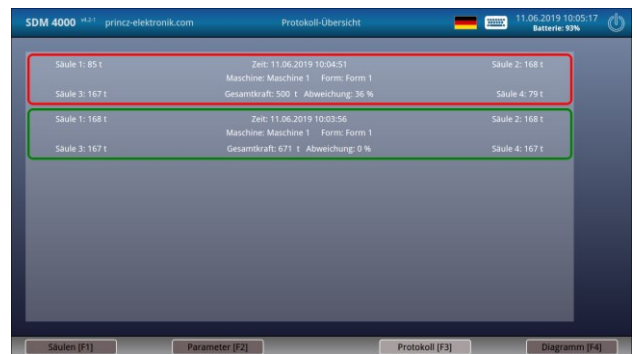 SDM 4000 v4.2-1 princz-elektronik.com Protokoll-Übersicht 11.06.2019 10:05:17
Batterie: 93%
Säule 1: 85 t Zeit: 11.06.2019 10:04:51 Säule 2: 168 t
Maschine: Maschine 1 Form: Form 1
Säule 3: 167 t Gesamtkraft: 500 t Abweichung: 36 % Säule 4: 79 t
Säule 1: 168 t Zeit: 11.06.2019 10:03:56 Säule 2: 168 t
Maschine: Maschine 1 Form: Form 1
Säule 3: 167 t Gesamtkraft: 671 t Abweichung: 0 % Säule 4: 167 t
Säulen [F1] Parameter [F2] Protokoll [F3] Diagramm [F4]